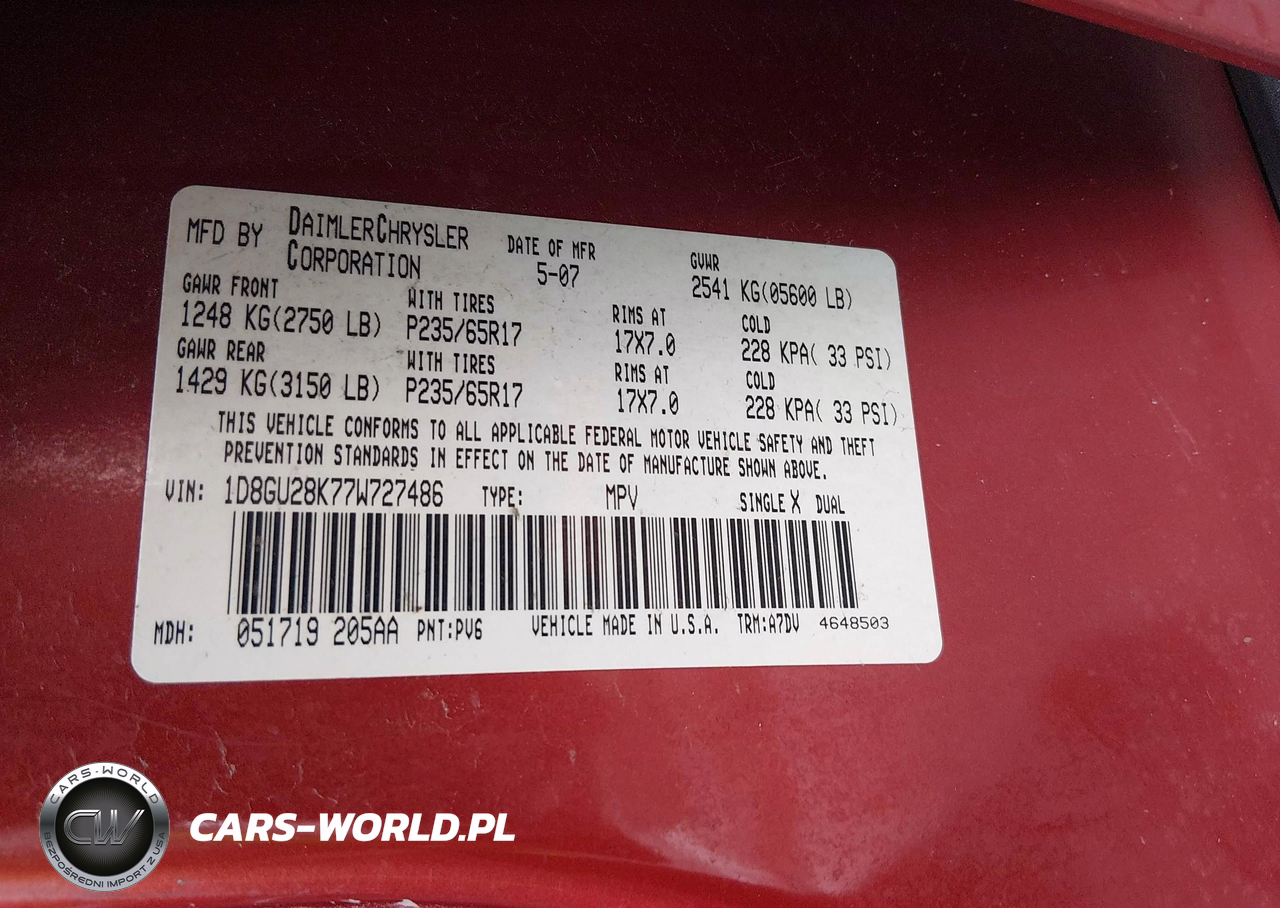 MFD BY DAIMLERCHRYSLER CORPORATION DATE OF MFR 5-07 GVWR 2541 KG(05600 LB)
GAWR FRONT WITH TIRES RIMS AT COLD
1248 KG(2750 LB) P235/65R17 17X7.0 228 KPA( 33 PSI)
GAWR REAR WITH TIRES RIMS AT COLD
1429 KG(3150 LB) P235/65R17 17X7.0 228 KPA( 33 PSI)
THIS VEHICLE CONFORMS TO ALL APPLICABLE FEDERAL MOTOR VEHICLE SAFETY AND THEFT
PREVENTION STANDARDS IN EFFECT ON THE DATE OF MANUFACTURE SHOWN ABOVE.
VIN: 1D8GU28K77W727486 TYPE: MPV SINGLE X DUAL
MDH: 051719 205AA PNT:PV6 VEHICLE MADE IN U.S.A. TRM:A7DV 4648503
CARS-WORLD
CW
BEZPOŚREDNI IMPORT Z USA
CARS-WORLD.PL